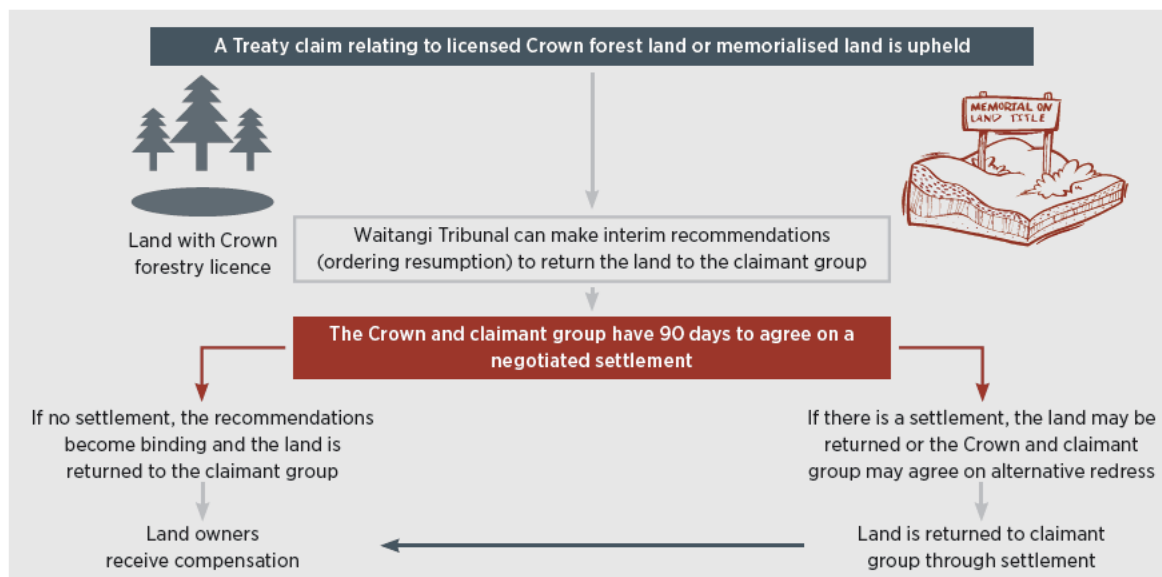 A Treaty claim relating to licensed Crown forest land or memorialised land is upheld
MEMORIAL ON
LAND TITLE
Land with Crown
forestry licence
Waitangi Tribunal can make interim recommendations
(ordering resumption) to return the land to the claimant group
The Crown and claimant group have 90 days to agree on a
negotiated settlement
If no settlement, the recommendations
become binding and the land is
returned to the claimant group
If there is a settlement, the land may be
returned or the Crown and claimant
group may agree on alternative redress
Land owners
receive compensation
Land is returned to claimant
group through settlement